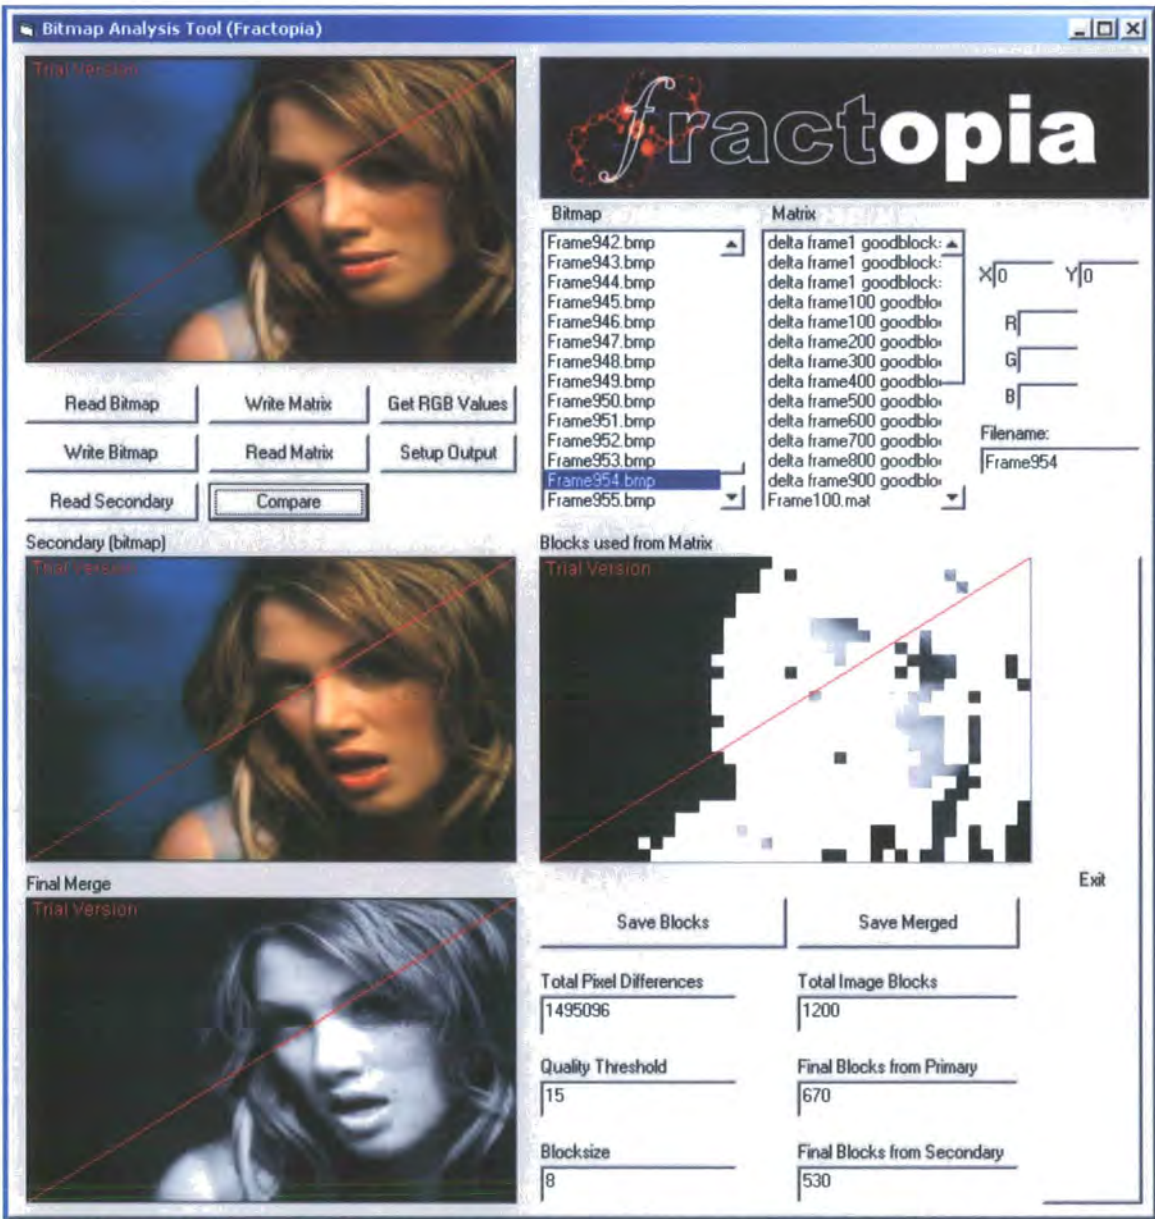 Bitmap Analysis Tool (Fractopia)
Trial Version
fractopia
Bitmap
Matrix
Frame942.bmp
Frame943.bmp
Frame944.bmp
Frame945.bmp
Frame946.bmp
Frame947.bmp
Frame948.bmp
Frame949.bmp
Frame950.bmp
Frame951.bmp
Frame952.bmp
Frame953.bmp
Frame954.bmp
Frame955.bmp
delta frame1 goodblock:
delta frame1 goodblock:
delta frame1 goodblock:
delta frame100 goodblo
delta frame100 goodblo
delta frame200 goodblo
delta frame300 goodblo
delta frame400 goodblo
delta frame500 goodblo
delta frame600 goodblo
delta frame700 goodblo
delta frame800 goodblo
delta frame900 goodblo
Frame100.mat
X 0 Y 0
R
G
B
Filename:
Frame954
Read Bitmap
Write Matrix
Get RGB Values
Write Bitmap
Read Matrix
Setup Output
Read Secondary
Compare
Secondary (bitmap)
Trial Version
Blocks used from Matrix
Trial Version
Final Merge
Trial Version
Exit
Save Blocks
Save Merged
Total Pixel Differences
1495096
Total Image Blocks
1200
Quality Threshold
15
Final Blocks from Primary
670
Blocksize
8
Final Blocks from Secondary
530